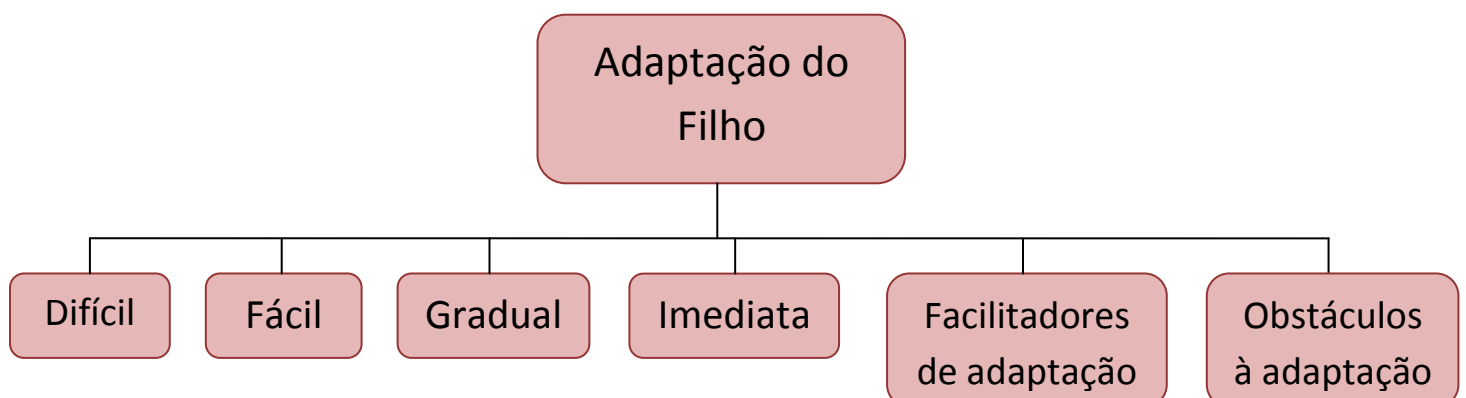 Adaptação do
Filho
Difícil
Fácil
Gradual
Imediata
Facilitadores
de adaptação
Obstáculos
à adaptação